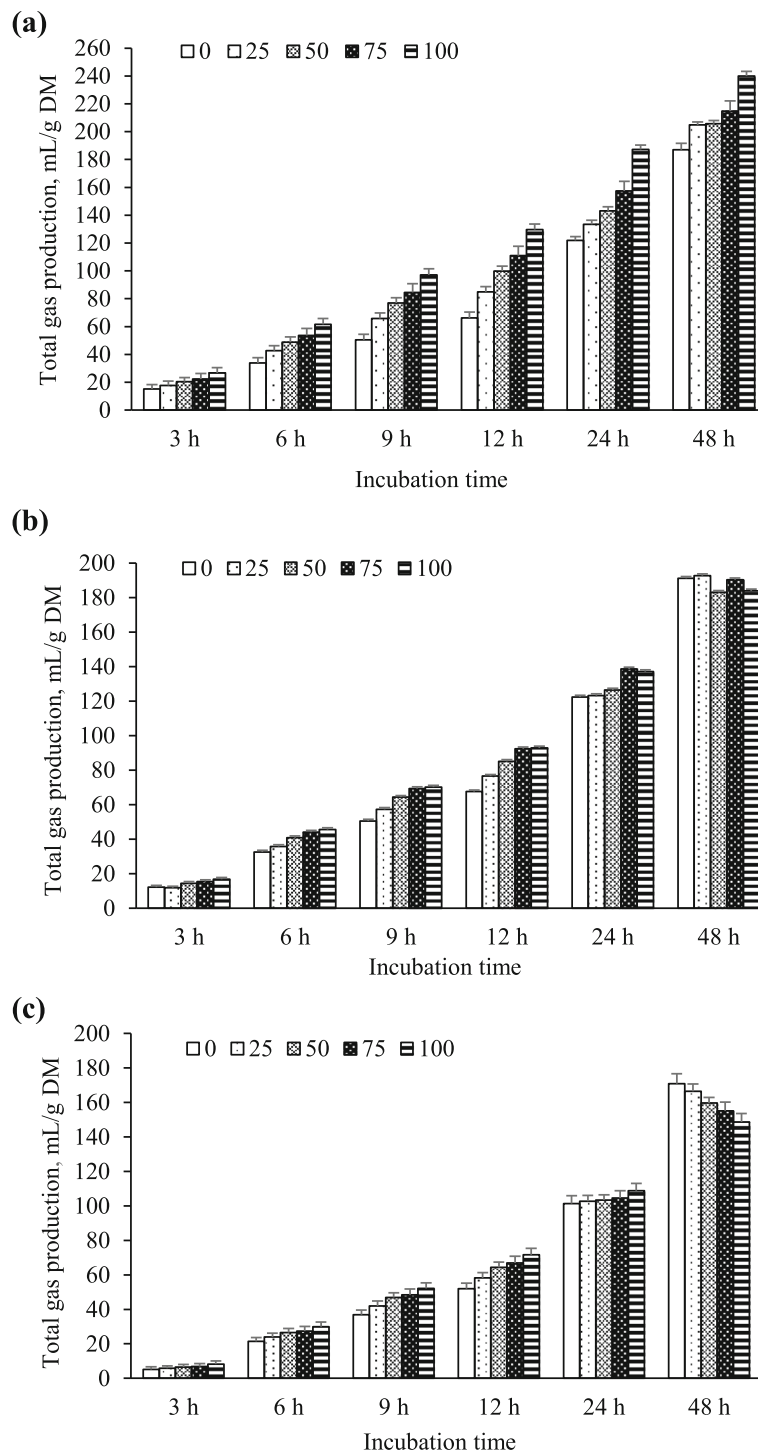 (a)
260
240
220
200
180
160
140
120
100
80
60
40
20
0
Total gas production, mL/g DM
0 25 50 75 100
3 h 6 h 9 h 12 h 24 h 48 h
Incubation time
(b)
200
180
160
140
120
100
80
60
40
20
0
Total gas production, mL/g DM
0 25 50 75 100
3 h 6 h 9 h 12 h 24 h 48 h
Incubation time
(c)
200
180
160
140
120
100
80
60
40
20
0
Total gas production, mL/g DM
0 25 50 75 100
3 h 6 h 9 h 12 h 24 h 48 h
Incubation time